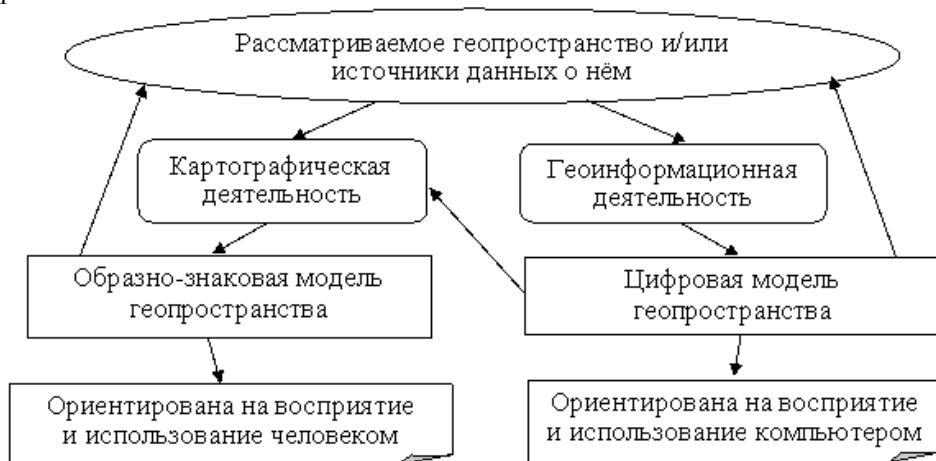 Рассматриваемое геопространство и/или
источники данных о нём
Картографическая
деятельность
Геоинформационная
деятельность
Образно-знаковая модель
геопространства
Цифровая модель
геопространства
Ориентирована на восприятие
и использование человеком
Ориентирована на восприятие
и использование компьютером